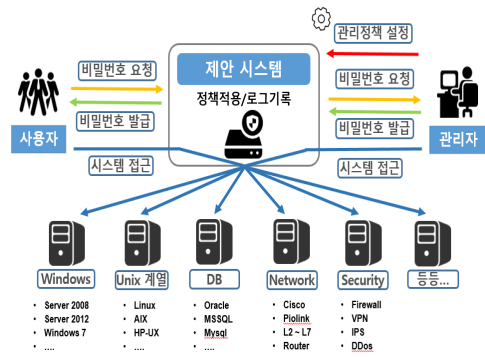 관리정책 설정
비밀번호 요청
제안 시스템
비밀번호 요청
정책적용/로그기록
비밀번호 발급
비밀번호 발급
사용자
관리자
시스템 접근
시스템 접근
Windows
Unix 계열
DB
Network
Security
등등...
• Server 2008
• Server 2012
• Windows 7
• ....
• Linux
• AIX
• HP-UX
• ....
• Oracle
• MSSQL
• Mysql
• ....
• Cisco
• Piolink
• L2 ~ L7
• Router
• Firewall
• VPN
• IPS
• DDos